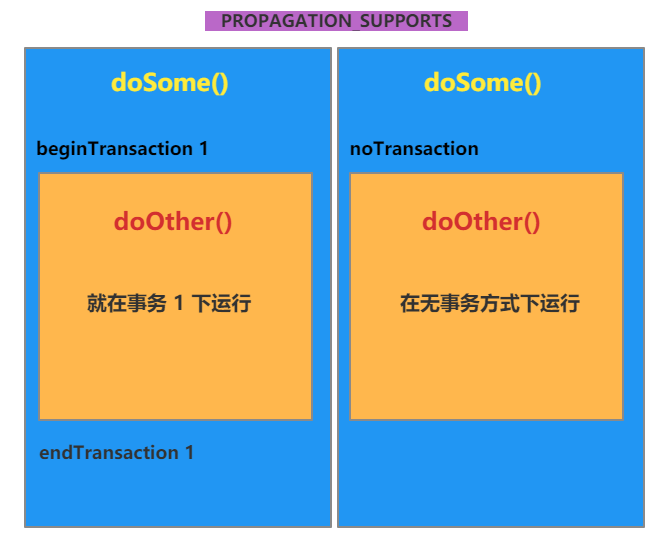 PROPAGATION_SUPPORTS
doSome()
beginTransaction 1
doOther()
就在事务 1 下运行
endTransaction 1
doSome()
noTransaction
doOther()
在无事务方式下运行